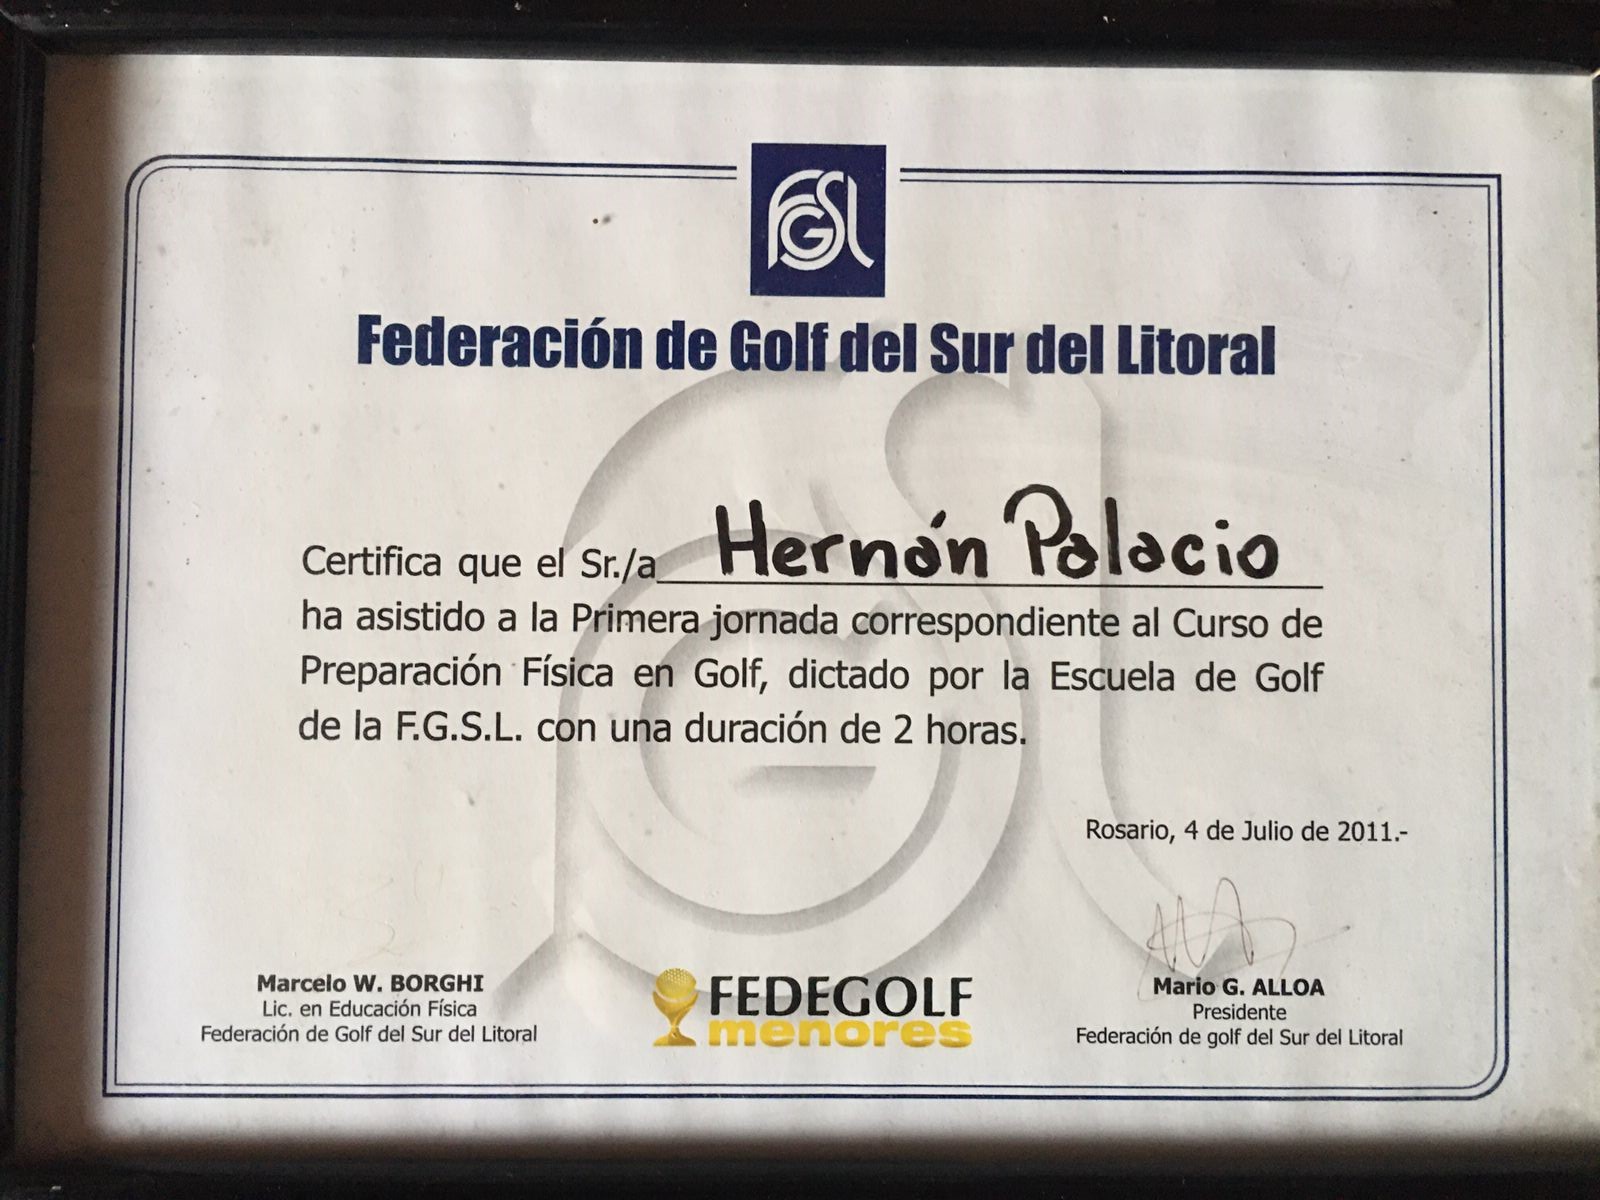 FGSL
Federación de Golf del Sur del Litoral
Certifica que el Sr./a Hernán Palacio
ha asistido a la Primera jornada correspondiente al Curso de
Preparación Física en Golf, dictado por la Escuela de Golf
de la F.G.S.L. con una duración de 2 horas.
Rosario, 4 de Julio de 2011.-
Marcelo W. BORGHI
Lic. en Educación Física
Federación de Golf del Sur del Litoral
FEDEGOLF
menores
Mario G. ALLOA
Presidente
Federación de golf del Sur del Litoral